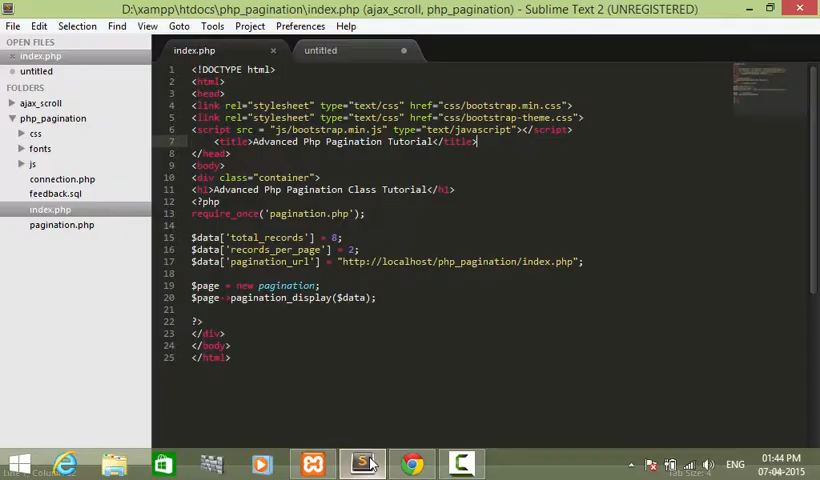 D:\xampp\htdocs\php_pagination\index.php (ajax_scroll, php_pagination) - Sublime Text 2 (UNREGISTERED)
File Edit Selection Find View Goto Tools Project Preferences Help
OPEN FILES
index.php
untitled
FOLDERS
ajax_scroll
php_pagination
css
fonts
js
connection.php
feedback.sql
index.php
pagination.php
index.php × untitled
1 <!DOCTYPE html>
2 <html>
3 <head>
4 <link rel="stylesheet" type="text/css" href="css/bootstrap.min.css">
5 <link rel="stylesheet" type="text/css" href="css/bootstrap-theme.css">
6 <script src = "js/bootstrap.min.js" type="text/javascript"></script>
7 <title>Advanced Php Pagination Tutorial</title>
8 </head>
9 <body>
10 <div class="container">
11 <h1>Advanced Php Pagination Class Tutorial</h1>
12 <?php
13 require_once('pagination.php');
14
15 $data['total_records'] = 8;
16 $data['records_per_page'] = 2;
17 $data['pagination_url'] = "http://localhost/php_pagination/index.php";
18
19 $page = new pagination;
20 $page->pagination_display($data);
21
22 ?>
23 </div>
24 </body>
25 </html>
Tab Size: 4
ENG
01:44 PM
07-04-2015